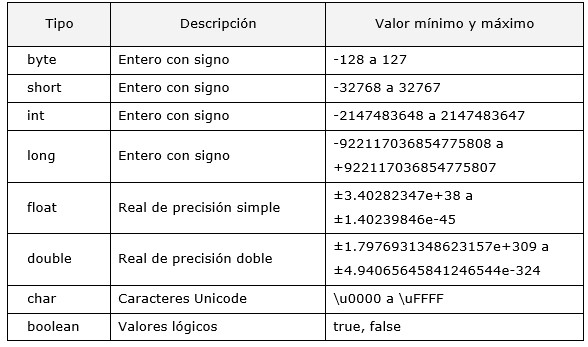 Tipo Descripción Valor mínimo y máximo
byte Entero con signo -128 a 127
short Entero con signo -32768 a 32767
int Entero con signo -2147483648 a 2147483647
long Entero con signo -922117036854775808 a
+922117036854775807
float Real de precisión simple ±3.40282347e+38 a
±1.40239846e-45
double Real de precisión doble ±1.7976931348623157e+309 a
±4.94065645841246544e-324
char Caracteres Unicode \u0000 a \uFFFF
boolean Valores lógicos true, false